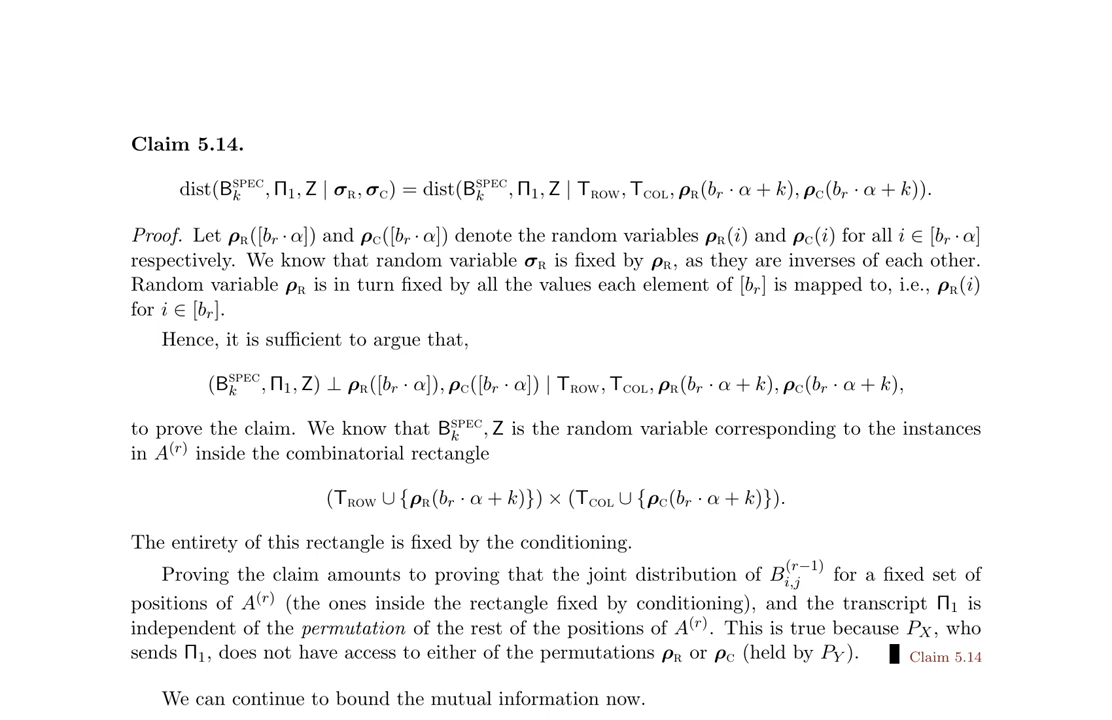 Claim 5.14.
dist(B_k^SPEC, Π₁, Z | σ_R, σ_C) = dist(B_k^SPEC, Π₁, Z | T_ROW, T_COL, ρ_R(b_r · α + k), ρ_C(b_r · α + k)).
Proof. Let ρ_R([b_r · α]) and ρ_C([b_r · α]) denote the random variables ρ_R(i) and ρ_C(i) for all i ∈ [b_r · α]
respectively. We know that random variable σ_R is fixed by ρ_R, as they are inverses of each other.
Random variable ρ_R is in turn fixed by all the values each element of [b_r] is mapped to, i.e., ρ_R(i)
for i ∈ [b_r].
Hence, it is sufficient to argue that,
(B_k^SPEC, Π₁, Z) ⊥ ρ_R([b_r · α]), ρ_C([b_r · α]) | T_ROW, T_COL, ρ_R(b_r · α + k), ρ_C(b_r · α + k),
to prove the claim. We know that B_k^SPEC, Z is the random variable corresponding to the instances
in A^(r) inside the combinatorial rectangle
(T_ROW ∪ {ρ_R(b_r · α + k)}) × (T_COL ∪ {ρ_C(b_r · α + k)}).
The entirety of this rectangle is fixed by the conditioning.
Proving the claim amounts to proving that the joint distribution of B_{i,j}^(r−1) for a fixed set of
positions of A^(r) (the ones inside the rectangle fixed by conditioning), and the transcript Π₁ is
independent of the permutation of the rest of the positions of A^(r). This is true because P_X, who
sends Π₁, does not have access to either of the permutations ρ_R or ρ_C (held by P_Y). ∎ Claim 5.14
We can continue to bound the mutual information now.